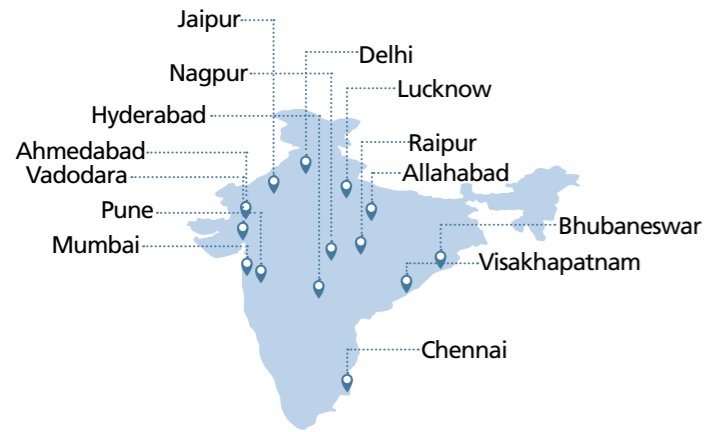 Jaipur
Delhi
Nagpur
Lucknow
Hyderabad
Raipur
Ahmedabad
Allahabad
Vadodara
Pune
Bhubaneswar
Mumbai
Visakhapatnam
Chennai